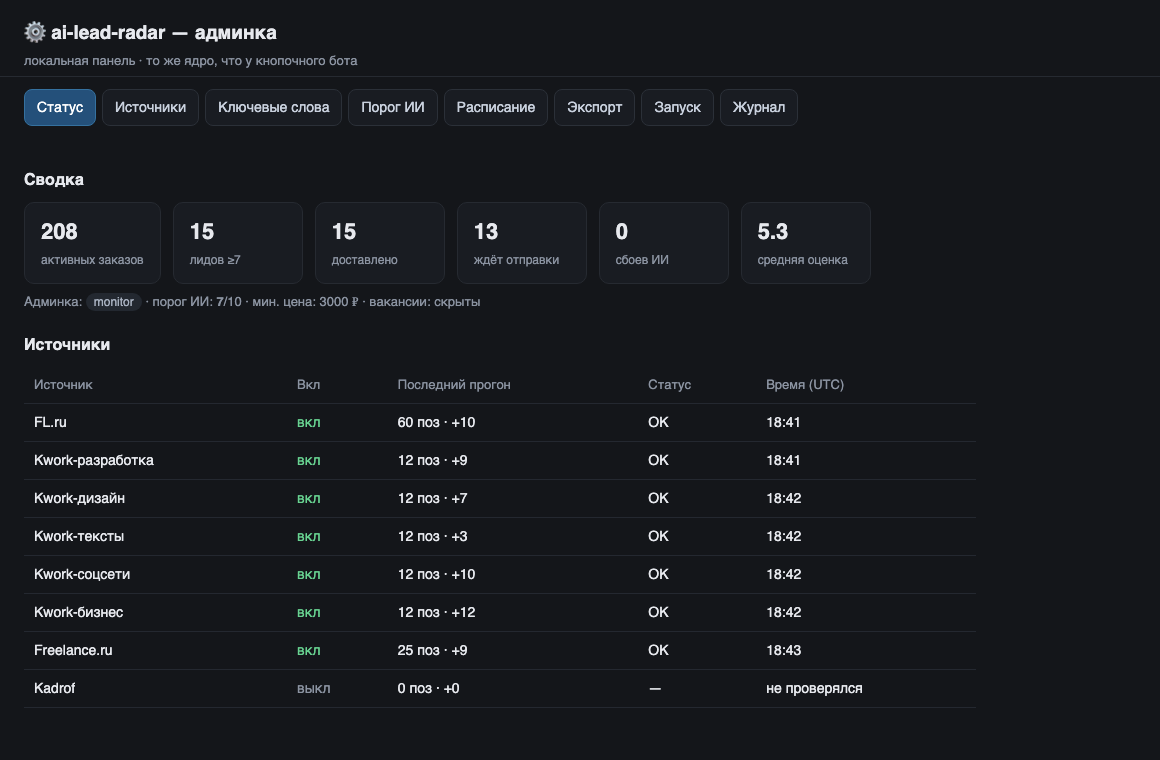 ⚙️ ai-lead-radar — админка
локальная панель · то же ядро, что у кнопочного бота
Статус Источники Ключевые слова Порог ИИ Расписание Экспорт Запуск Журнал
Сводка
208 15 15 13 0 5.3
активных заказов лидов ≥7 доставлено ждёт отправки сбоев ИИ средняя оценка
Админка: monitor · порог ИИ: 7/10 · мин. цена: 3000 ₽ · вакансии: скрыты
Источники
Источник Вкл Последний прогон Статус Время (UTC)
FL.ru вкл 60 поз · +10 OK 18:41
Kwork-разработка вкл 12 поз · +9 OK 18:41
Kwork-дизайн вкл 12 поз · +7 OK 18:42
Kwork-тексты вкл 12 поз · +3 OK 18:42
Kwork-соцсети вкл 12 поз · +10 OK 18:42
Kwork-бизнес вкл 12 поз · +12 OK 18:42
Freelance.ru вкл 25 поз · +9 OK 18:43
Kadrof выкл 0 поз · +0 — не проверялся